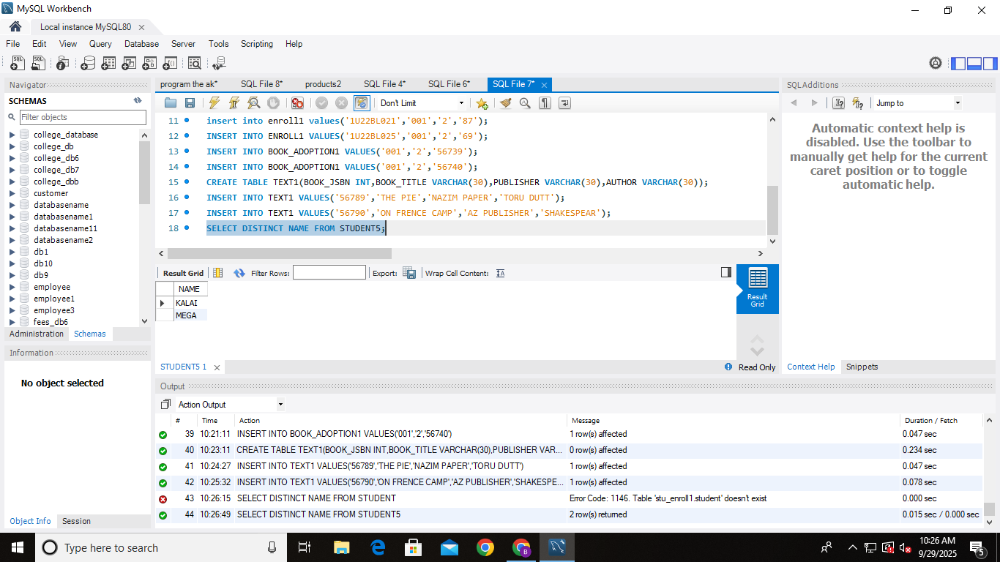 MySQL Workbench
Local instance MySQL80
File Edit View Query Database Server Tools Scripting Help
Navigator
SCHEMAS
Filter objects
college_database
college_db
college_db6
college_db7
college_dbb
customer
databasename
databasename1
databasename11
databasename2
db1
db10
db9
employee
employee1
employee3
fees_db6
Administration Schemas
Information
No object selected
Object Info Session
program the ak* SQL File 8* products2 SQL File 4* SQL File 6* SQL File 7*
Don't Limit
11 insert into enroll1 values('1U22BL021','001','2','87');
12 INSERT INTO ENROLL1 VALUES('1U22BL025','001','2','69');
13 INSERT INTO BOOK_ADOPTION1 VALUES('001','2','56739');
14 INSERT INTO BOOK_ADOPTION1 VALUES('001','2','56740');
15 CREATE TABLE TEXT1(BOOK_JSBN INT,BOOK_TITLE VARCHAR(30),PUBLISHER VARCHAR(30),AUTHOR VARCHAR(30));
16 INSERT INTO TEXT1 VALUES('56789','THE PIE','NAZIM PAPER','TORU DUTT');
17 INSERT INTO TEXT1 VALUES('56790','ON FRENCE CAMP','AZ PUBLISHER','SHAKESPEAR');
18 SELECT DISTINCT NAME FROM STUDENT5;
Result Grid Filter Rows: Export: Wrap Cell Content:
NAME
KALAI
MEGA
Result
Grid
STUDENT5 1 Read Only
SQLAdditions
Jump to
Automatic context help is
disabled. Use the toolbar to
manually get help for the current
caret position or to toggle
automatic help.
Context Help Snippets
Output
Action Output
# Time Action Message Duration / Fetch
39 10:21:11 INSERT INTO BOOK_ADOPTION1 VALUES('001','2','56740') 1 row(s) affected 0.047 sec
40 10:23:11 CREATE TABLE TEXT1(BOOK_JSBN INT,BOOK_TITLE VARCHAR(30),PUBLISHER VAR... 0 row(s) affected 0.234 sec
41 10:24:27 INSERT INTO TEXT1 VALUES('56789','THE PIE','NAZIM PAPER','TORU DUTT') 1 row(s) affected 0.047 sec
42 10:25:32 INSERT INTO TEXT1 VALUES('56790','ON FRENCE CAMP','AZ PUBLISHER','SHAKESPE... 1 row(s) affected 0.078 sec
43 10:26:15 SELECT DISTINCT NAME FROM STUDENT Error Code: 1146. Table 'stu_enroll1.student' doesn't exist 0.000 sec
44 10:26:49 SELECT DISTINCT NAME FROM STUDENT5 2 row(s) returned 0.015 sec / 0.000 sec
Type here to search
10:26 AM
9/29/2025
5